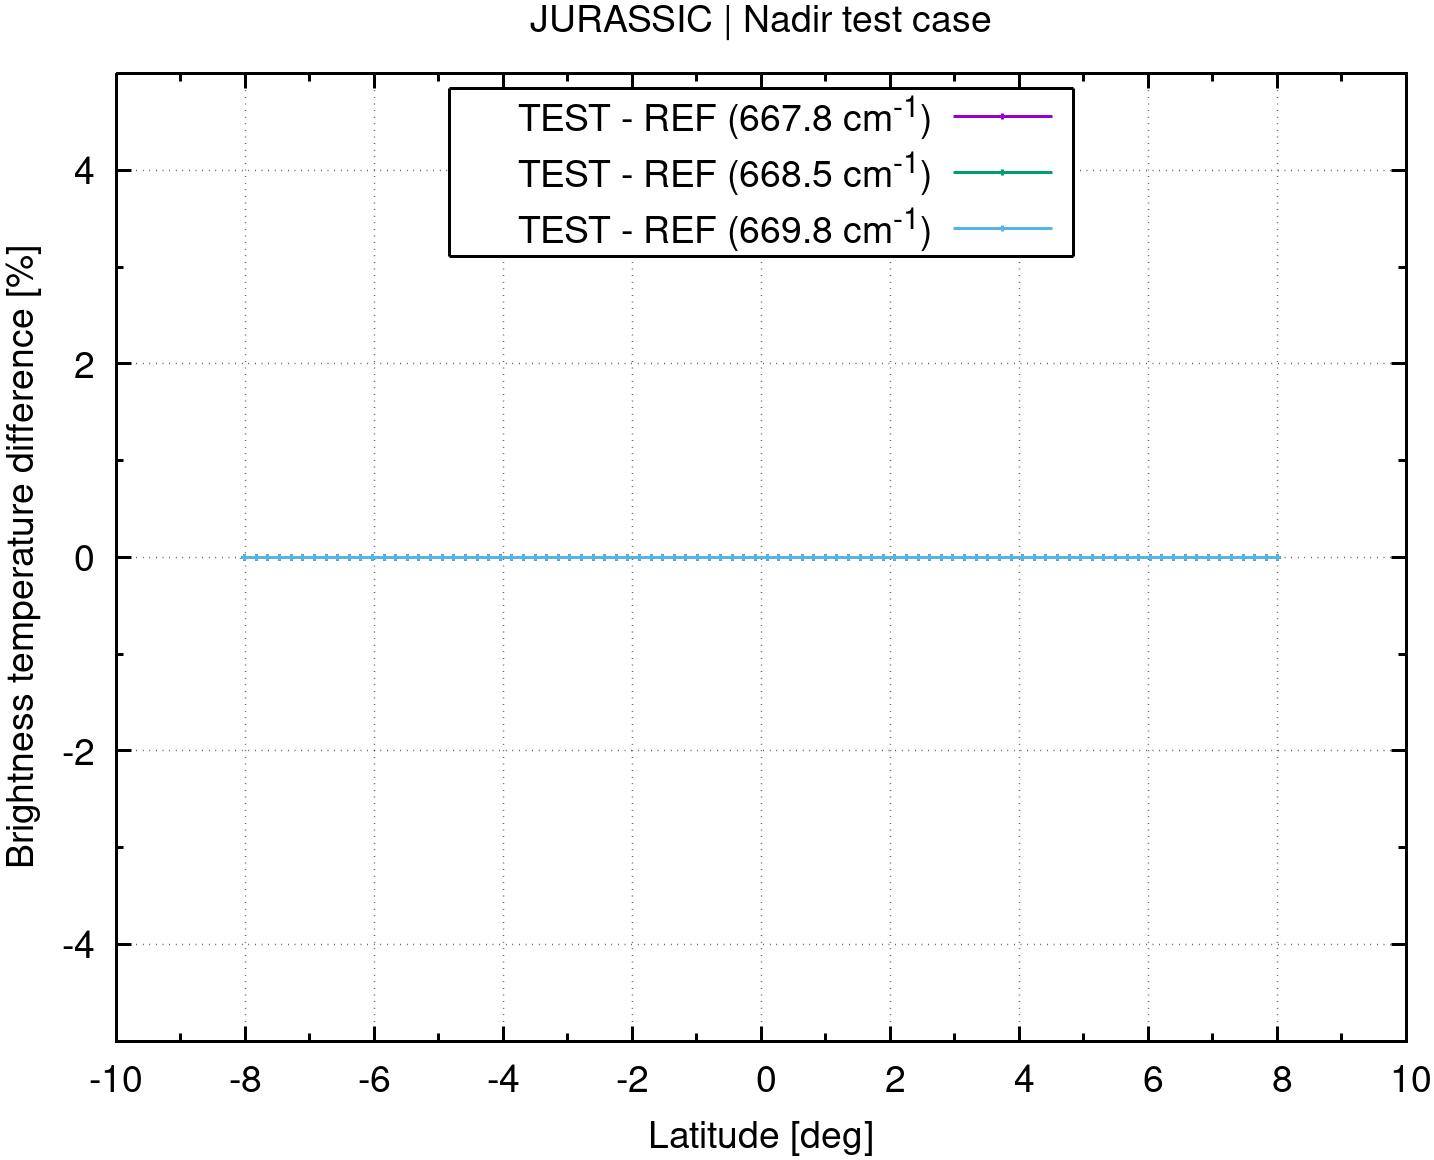 JURASSIC | Nadir test case
TEST - REF (667.8 cm⁻¹)
TEST - REF (668.5 cm⁻¹)
TEST - REF (669.8 cm⁻¹)
Brightness temperature difference [%]
4
2
0
-2
-4
-10 -8 -6 -4 -2 0 2 4 6 8 10
Latitude [deg]